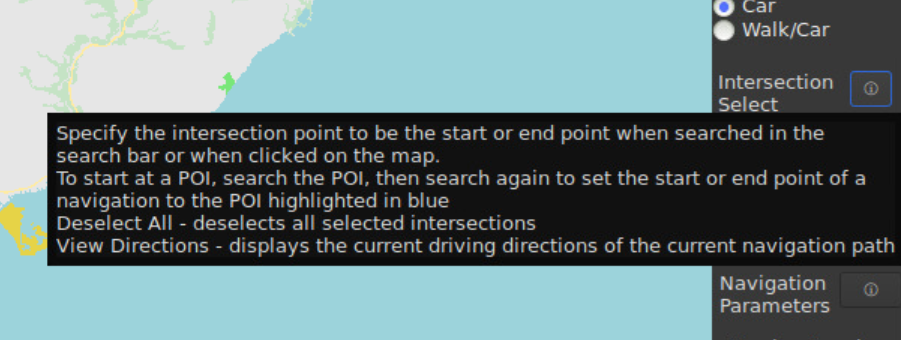 Car
Walk/Car
Intersection
Select
Specify the intersection point to be the start or end point when searched in the
search bar or when clicked on the map.
To start at a POI, search the POI, then search again to set the start or end point of a
navigation to the POI highlighted in blue
Deselect All - deselects all selected intersections
View Directions - displays the current driving directions of the current navigation path
Navigation
Parameters